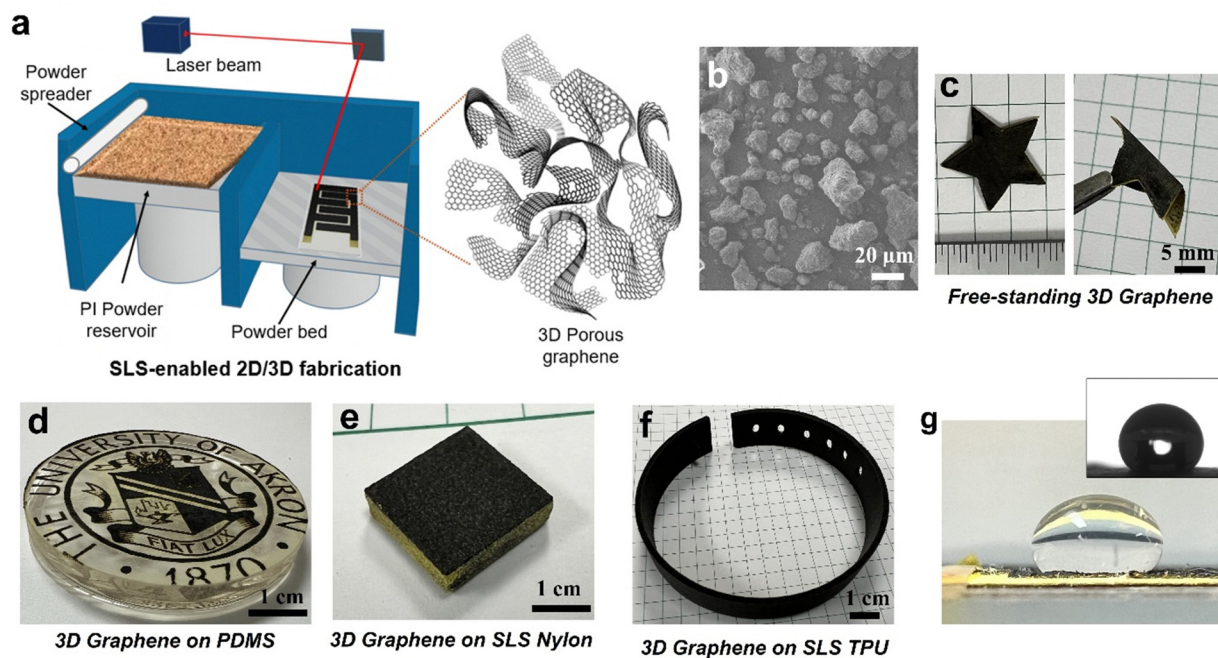 a
Laser beam
Powder
spreader
PI Powder
reservoir
Powder bed
3D Porous
graphene
SLS-enabled 2D/3D fabrication
b
20 µm
c
5 mm
Free-standing 3D Graphene
d
THE UNIVERSITY OF AKRON
FIAT LUX
• 1870 •
1 cm
3D Graphene on PDMS
e
1 cm
3D Graphene on SLS Nylon
f
1 cm
3D Graphene on SLS TPU
g